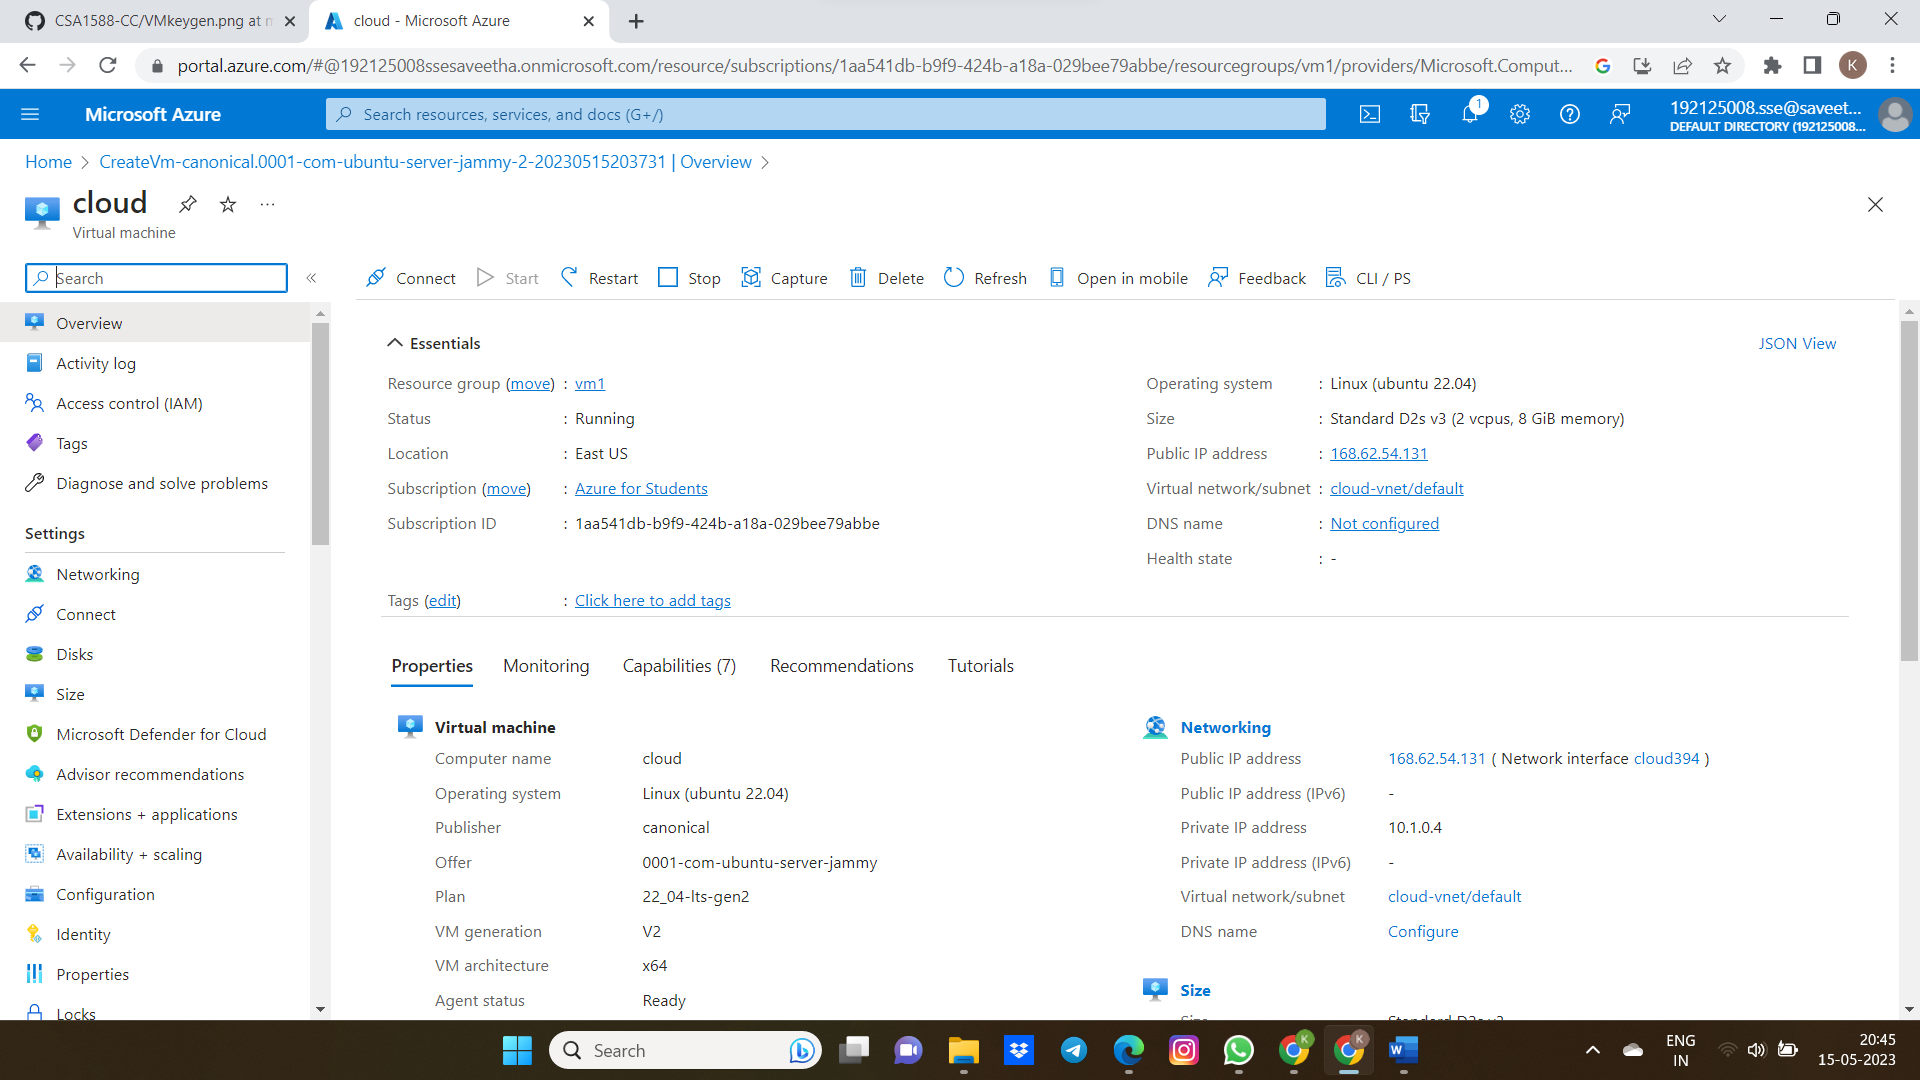 CSA1588-CC/VMkeygen.png at m
cloud - Microsoft Azure
portal.azure.com/#@192125008ssesaveetha.onmicrosoft.com/resource/subscriptions/1aa541db-b9f9-424b-a18a-029bee79abbe/resourcegroups/vm1/providers/Microsoft.Comput...
K
Microsoft Azure
Search resources, services, and docs (G+/)
1
192125008.sse@saveet...
DEFAULT DIRECTORY (192125008...
Home > CreateVm-canonical.0001-com-ubuntu-server-jammy-2-20230515203731 | Overview >
cloud
Virtual machine
Search
Connect Start Restart Stop Capture Delete Refresh Open in mobile Feedback CLI / PS
Overview
Activity log
Access control (IAM)
Tags
Diagnose and solve problems
Settings
Networking
Connect
Disks
Size
Microsoft Defender for Cloud
Advisor recommendations
Extensions + applications
Availability + scaling
Configuration
Identity
Properties
Locks
Essentials
JSON View
Resource group (move) : vm1
Status : Running
Location : East US
Subscription (move) : Azure for Students
Subscription ID : 1aa541db-b9f9-424b-a18a-029bee79abbe
Operating system : Linux (ubuntu 22.04)
Size : Standard D2s v3 (2 vcpus, 8 GiB memory)
Public IP address : 168.62.54.131
Virtual network/subnet : cloud-vnet/default
DNS name : Not configured
Health state : -
Tags (edit) : Click here to add tags
Properties Monitoring Capabilities (7) Recommendations Tutorials
Virtual machine
Computer name cloud
Operating system Linux (ubuntu 22.04)
Publisher canonical
Offer 0001-com-ubuntu-server-jammy
Plan 22_04-lts-gen2
VM generation V2
VM architecture x64
Agent status Ready
Networking
Public IP address 168.62.54.131 ( Network interface cloud394 )
Public IP address (IPv6) -
Private IP address 10.1.0.4
Private IP address (IPv6) -
Virtual network/subnet cloud-vnet/default
DNS name Configure
Size
Size Standard D2s v3
Search
ENG
IN
20:45
15-05-2023